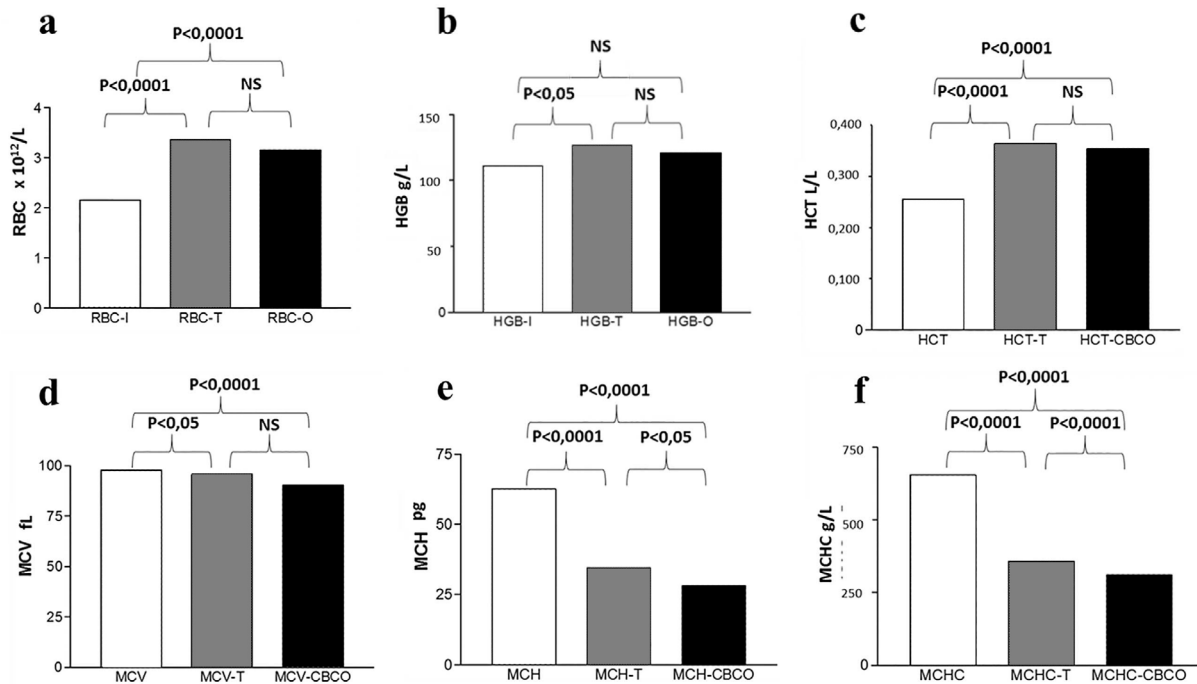 a
P<0,0001
P<0,0001
NS
RBC x 10¹²/L
4
3
2
1
0
RBC-I
RBC-T
RBC-O
b
NS
P<0,05
NS
HGB g/L
150
100
50
0
HGB-I
HGB-T
HGB-O
c
P<0,0001
P<0,0001
NS
HCT L/L
0,400
0,300
0,200
0,100
0
HCT
HCT-T
HCT-CBCO
d
P<0,0001
P<0,05
NS
MCV fL
100
75
50
25
0
MCV
MCV-T
MCV-CBCO
e
P<0,0001
P<0,0001
P<0,05
MCH pg
75
50
25
0
MCH
MCH-T
MCH-CBCO
f
P<0,0001
P<0,0001
P<0,0001
MCHC g/L
750
500
250
0
MCHC
MCHC-T
MCHC-CBCO